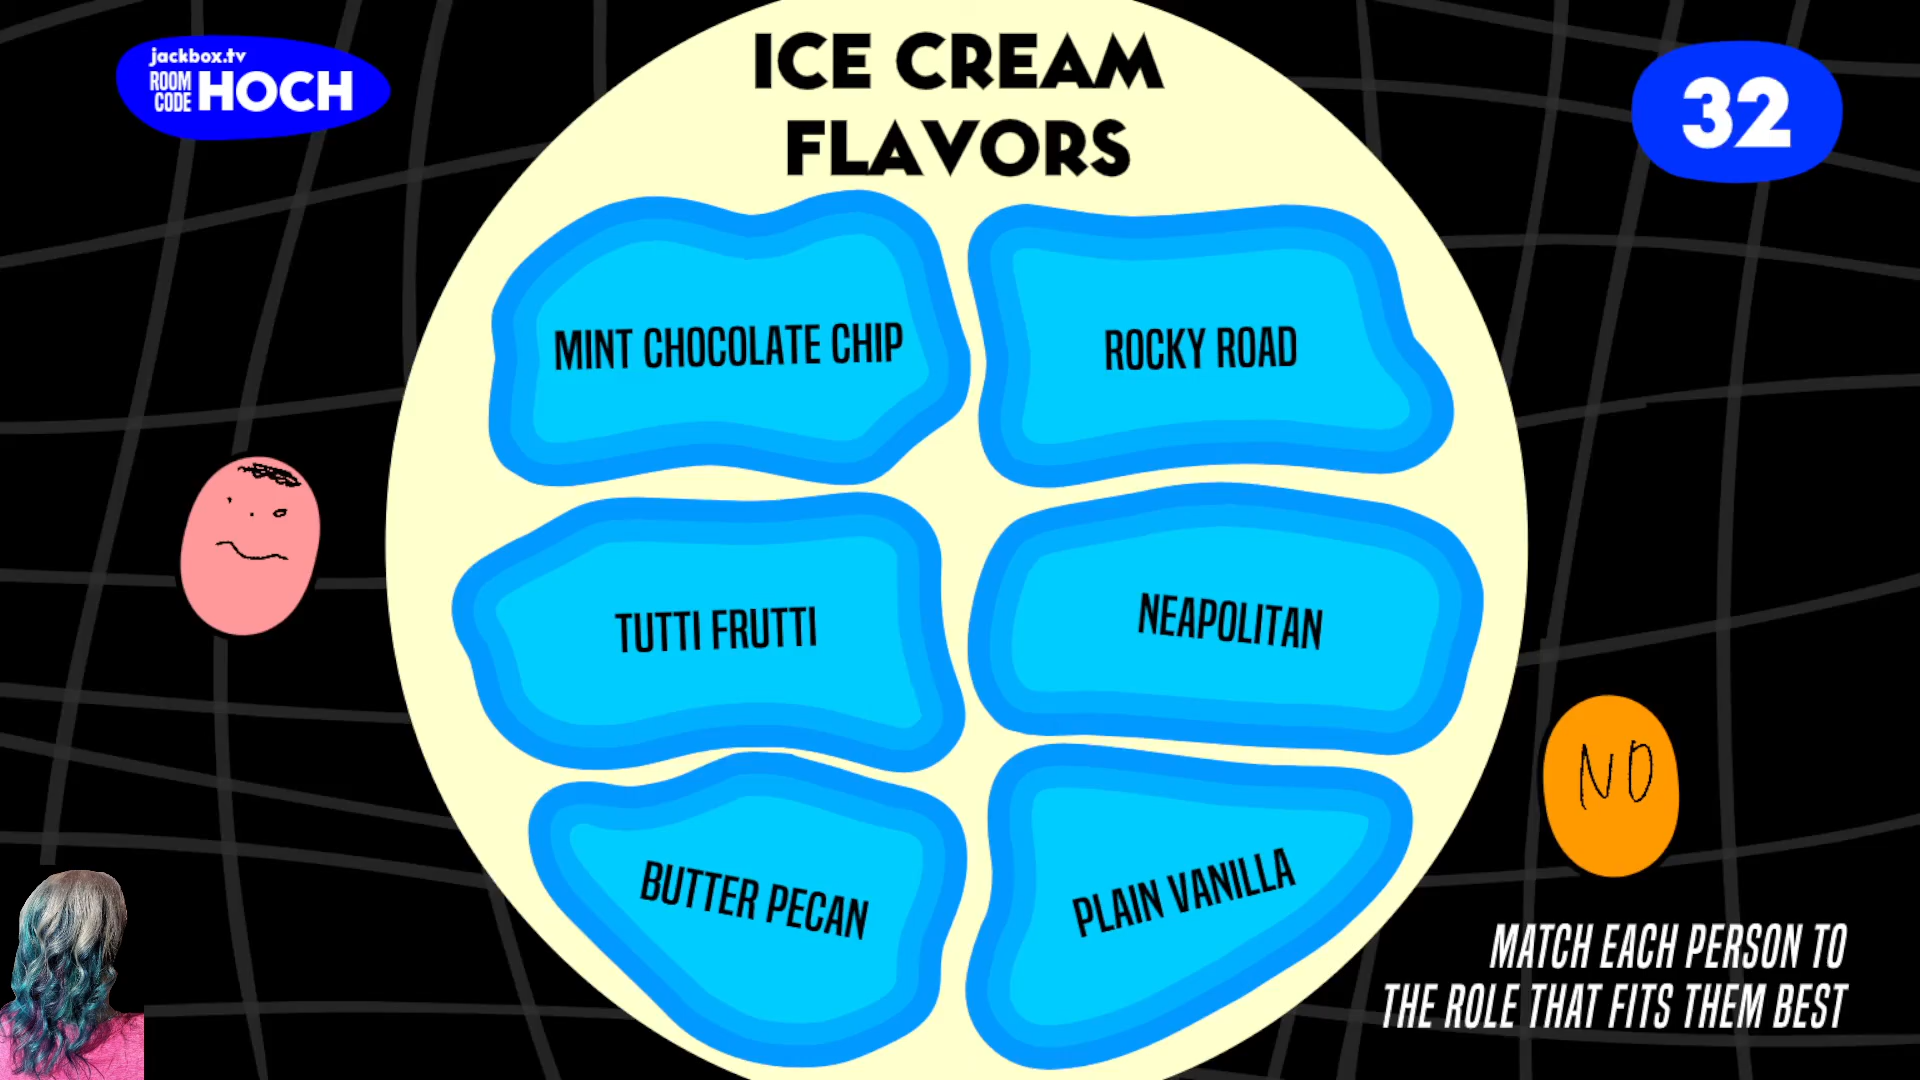 jackbox.tv
ROOM CODE HOCH
ICE CREAM
FLAVORS
32
MINT CHOCOLATE CHIP
ROCKY ROAD
TUTTI FRUTTI
NEAPOLITAN
BUTTER PECAN
PLAIN VANILLA
NO
MATCH EACH PERSON TO
THE ROLE THAT FITS THEM BEST